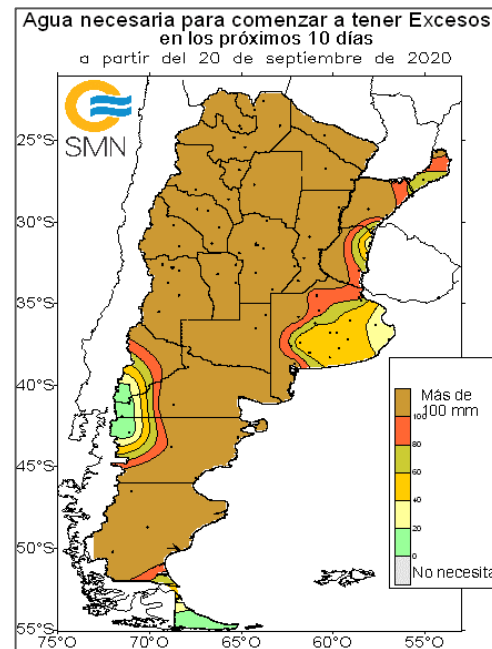 Agua necesaria para comenzar a tener Excesos
en los próximos 10 días
a partir del 20 de septiembre de 2020
SMN
25°S
30°S
35°S
40°S
45°S
50°S
55°S
75°O 70°O 65°O 60°O 55°O
Más de
100 mm
100
80
60
40
20
0
No necesita